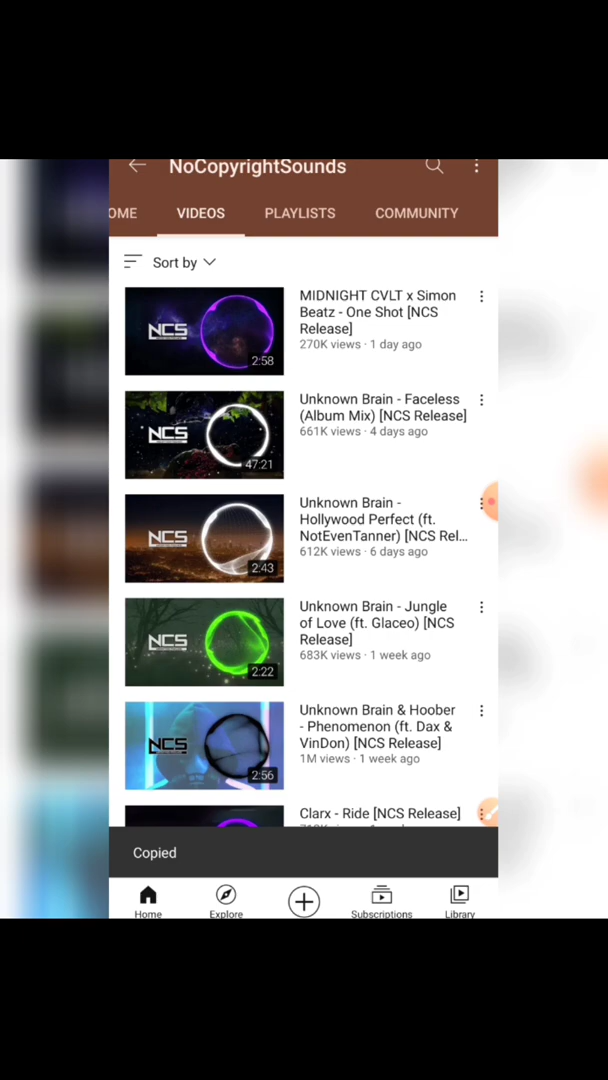 NoCopyrightSounds
OME VIDEOS PLAYLISTS COMMUNITY
Sort by
NCS
2:58
MIDNIGHT CVLT x Simon
Beatz - One Shot [NCS
Release]
270K views · 1 day ago
NCS
47:21
Unknown Brain - Faceless
(Album Mix) [NCS Release]
661K views · 4 days ago
NCS
2:43
Unknown Brain -
Hollywood Perfect (ft.
NotEvenTanner) [NCS Rel...
612K views · 6 days ago
NCS
2:22
Unknown Brain - Jungle
of Love (ft. Glaceo) [NCS
Release]
683K views · 1 week ago
NCS
2:56
Unknown Brain & Hoober
- Phenomenon (ft. Dax &
VinDon) [NCS Release]
1M views · 1 week ago
Clarx - Ride [NCS Release]
Copied
Home Explore Subscriptions Library